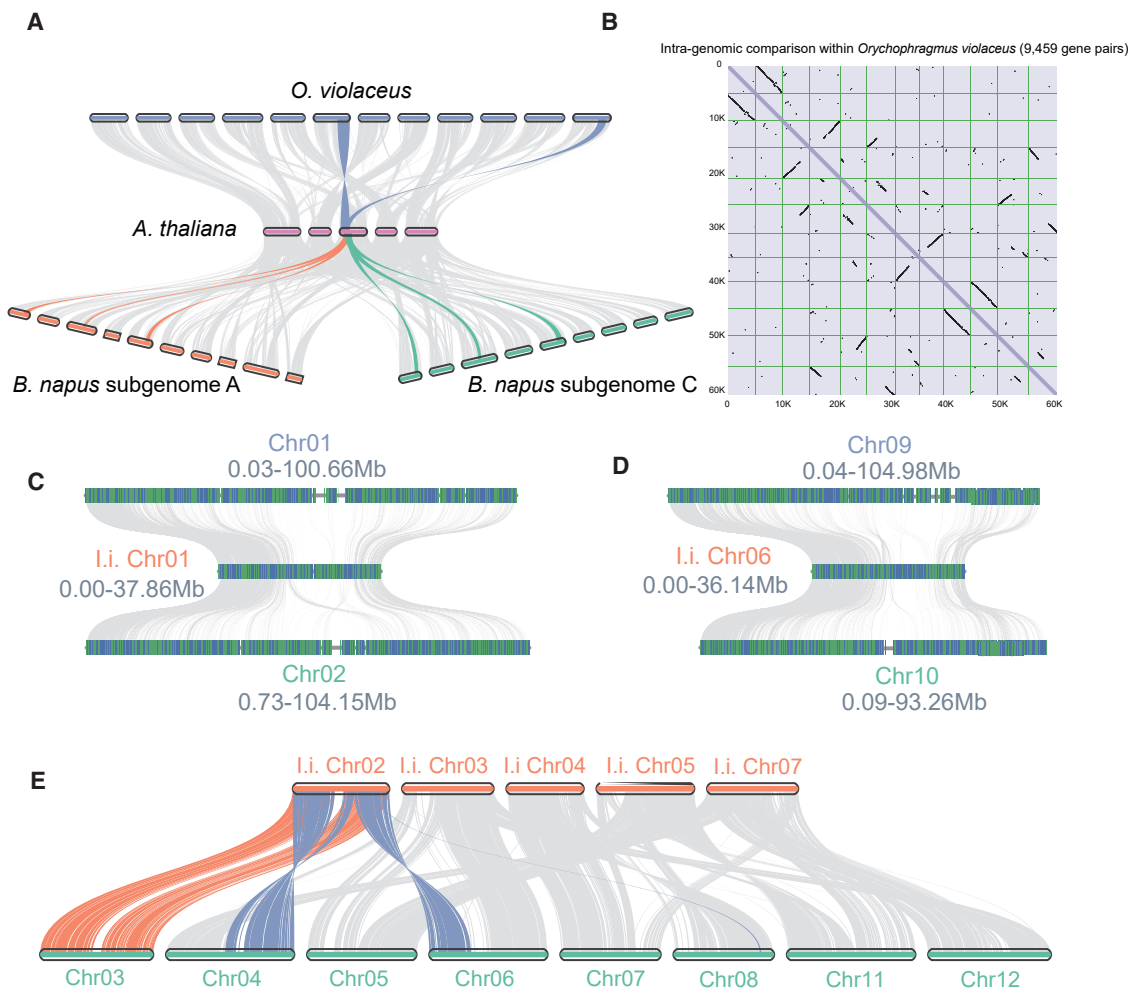 A
B
Intra-genomic comparison within Orychophragmus violaceus (9,459 gene pairs)
O. violaceus
A. thaliana
B. napus subgenome A
B. napus subgenome C
0
10K
20K
30K
40K
50K
60K
0 10K 20K 30K 40K 50K 60K
C
Chr01
0.03-100.66Mb
I.i. Chr01
0.00-37.86Mb
Chr02
0.73-104.15Mb
D
Chr09
0.04-104.98Mb
I.i. Chr06
0.00-36.14Mb
Chr10
0.09-93.26Mb
E
I.i. Chr02 I.i. Chr03 I.i Chr04 I.i. Chr05 I.i. Chr07
Chr03 Chr04 Chr05 Chr06 Chr07 Chr08 Chr11 Chr12